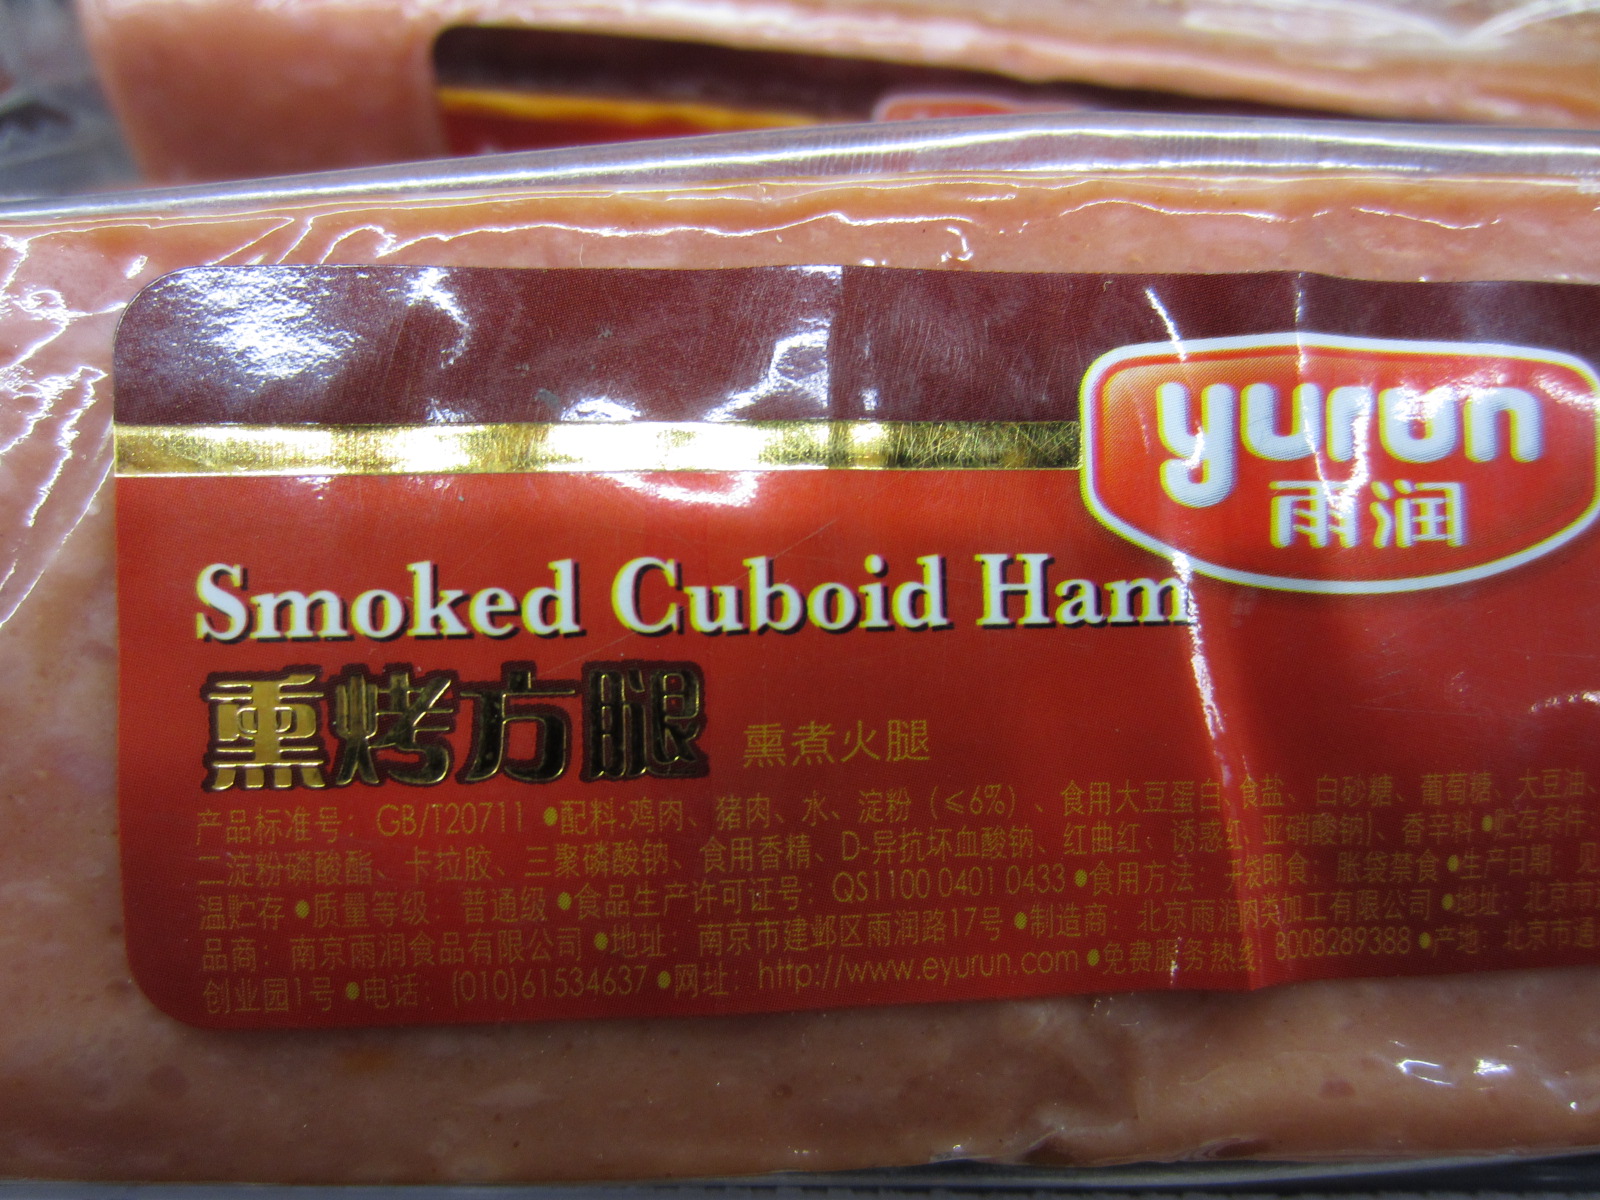 yurun
雨润
Smoked Cuboid Ham
熏烤方腿
熏煮火腿
产品标准号: GB/T20711 •配料:鸡肉、猪肉、水、淀粉 (≤6%) 、食用大豆蛋白、食盐、白砂糖、葡萄糖、大豆油、
二淀粉磷酸酯、卡拉胶、三聚磷酸钠、食用香精、D-异抗坏血酸钠、红曲红、诱惑红、亚硝酸钠)、香辛料 •贮存条件:
温贮存 •质量等级: 普通级 •食品生产许可证号: QS1100 0401 0433 •食用方法: 开袋即食; 胀袋禁食 •生产日期: 见
品商: 南京雨润食品有限公司 •地址: 南京市建邺区雨润路17号 •制造商: 北京雨润肉类加工有限公司 •地址: 北京市
创业园1号 •电话: (010)61534637 •网址: http://www.eyurun.com •免费服务热线: 8008289388 •产地: 北京市通